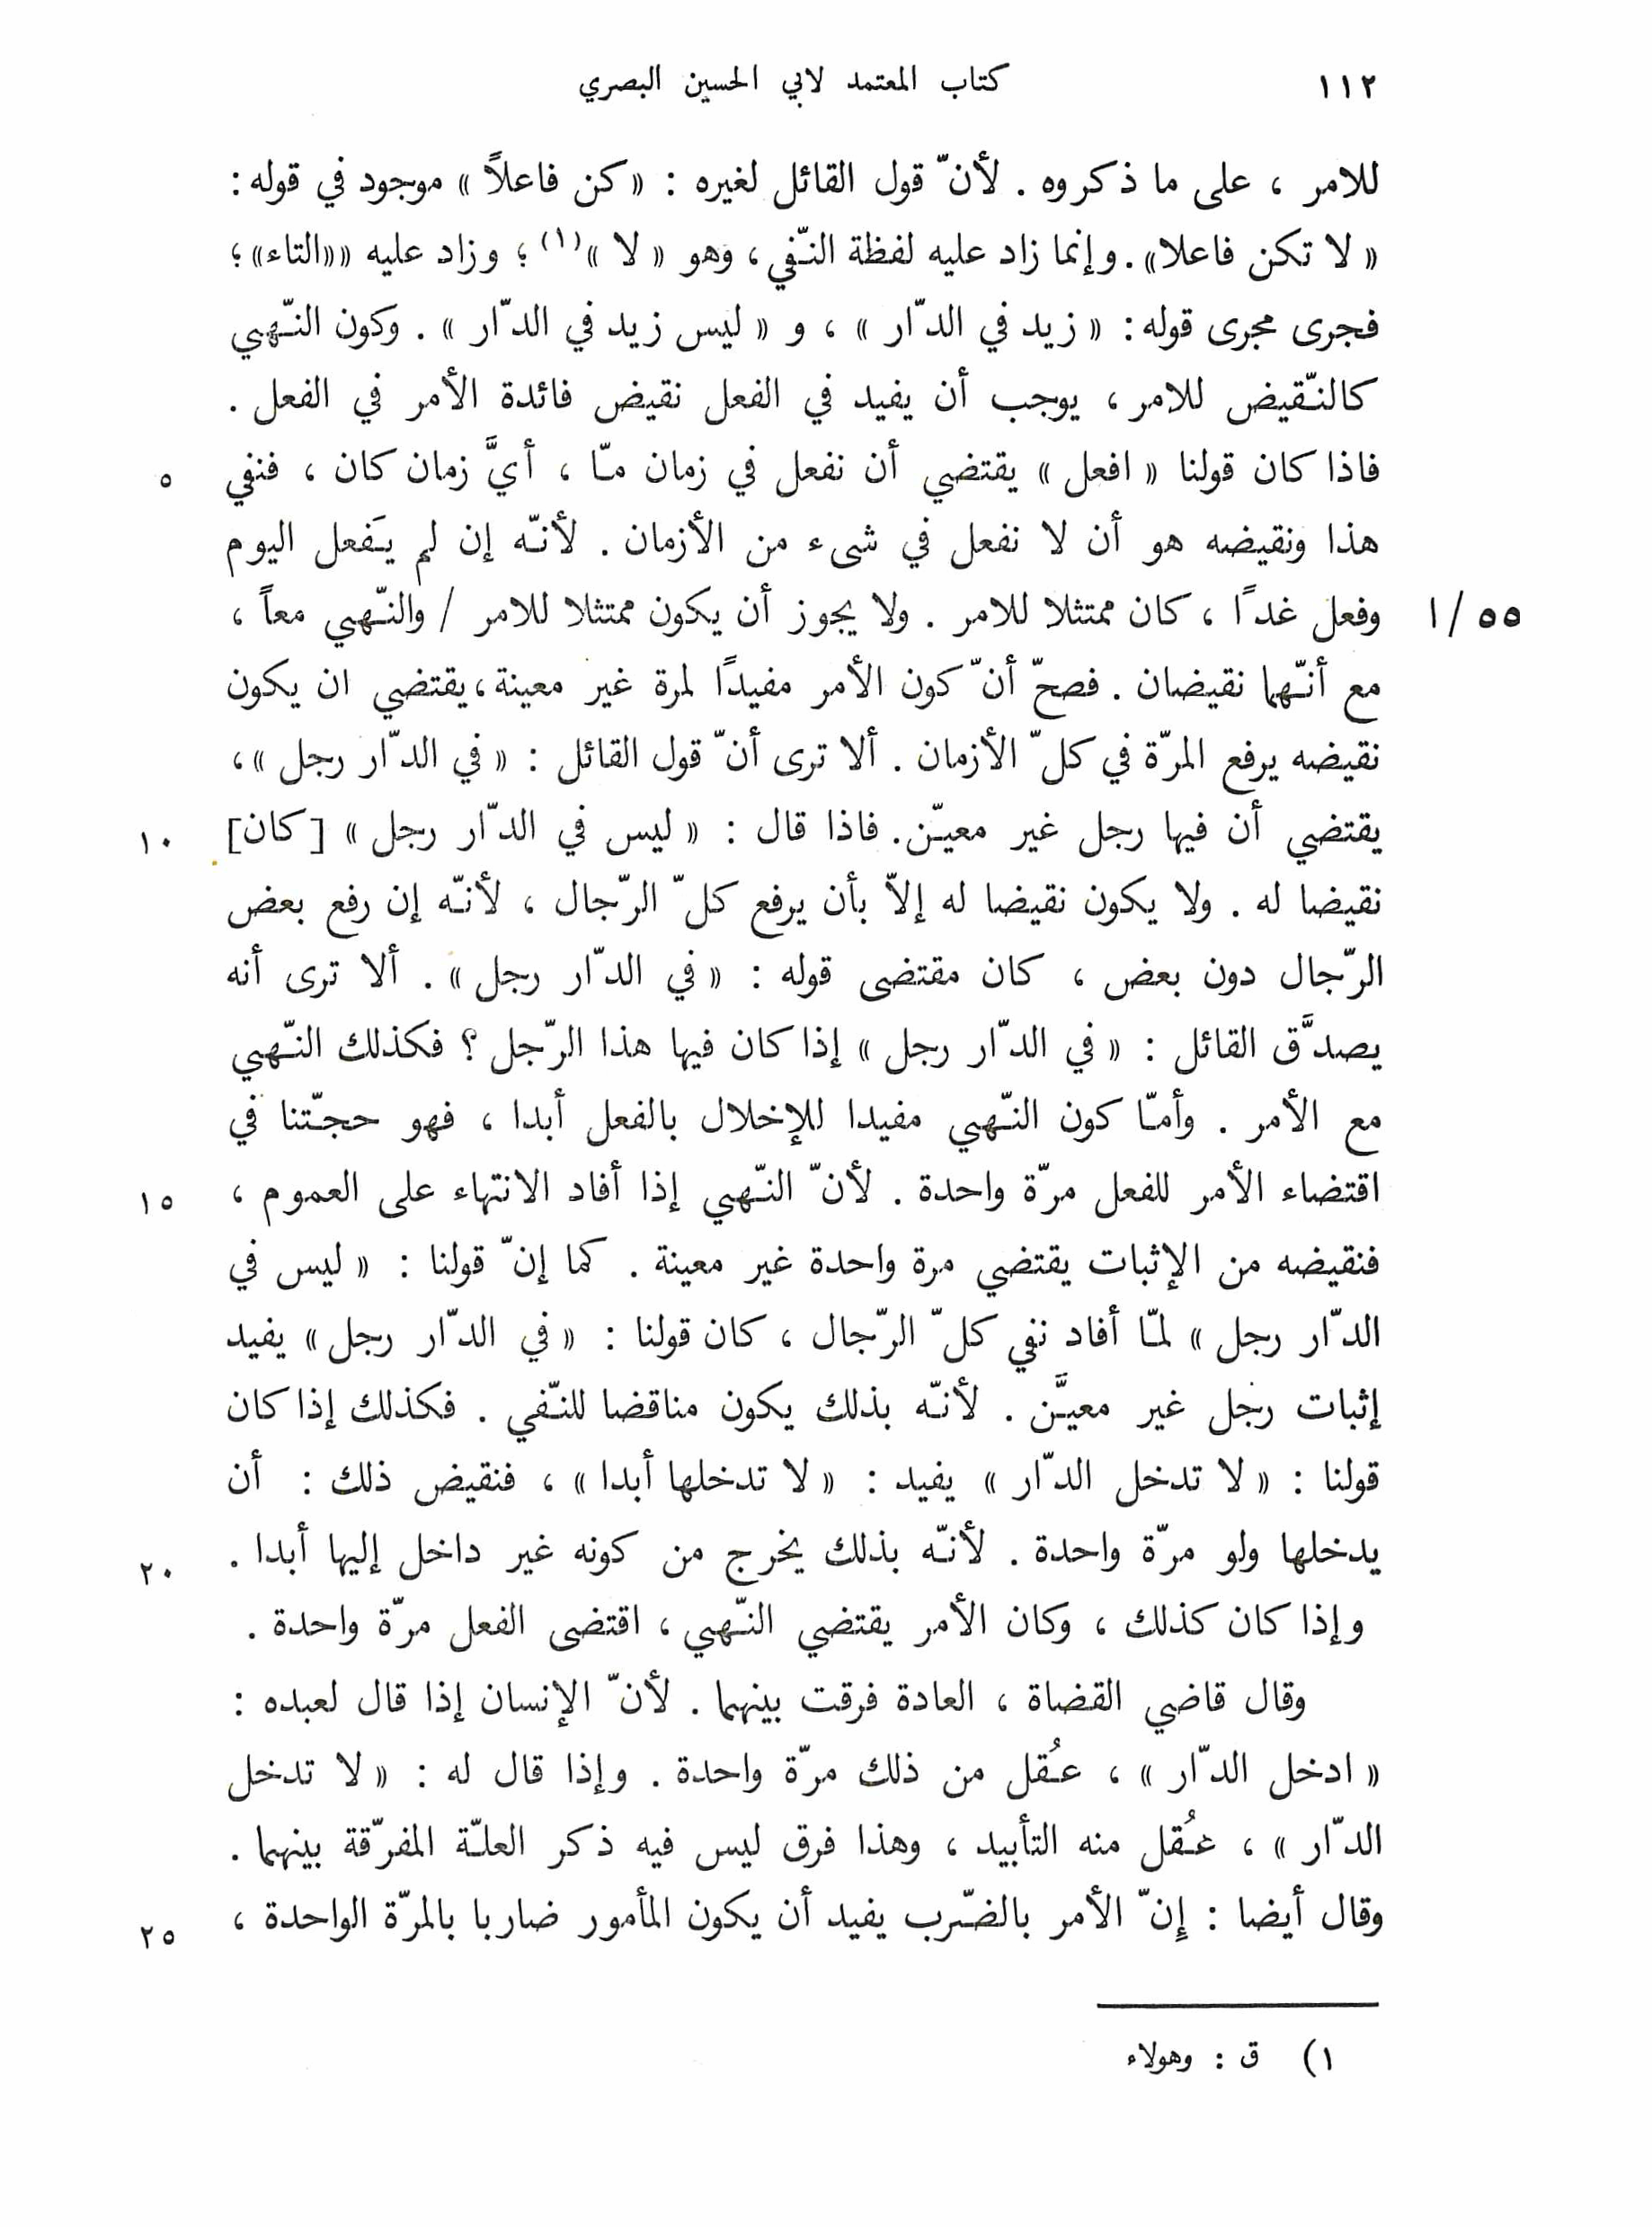 ١١٢ كتاب المعتمد لابي الحسين البصري
للامر ، على ما ذكروه . لأنّ قول القائل لغيره : « كن فاعلاً » موجود في قوله :
« لا تكن فاعلا» . وإنما زاد عليه لفظة النّفي ، وهو « لا »(١) ؛ وزاد عليه ««التاء» ؛
فجرى مجرى قوله : « زيد في الدّار » ، و « ليس زيد في الدّار » . وكون النّهي
كالنّقيض للامر ، يوجب أن يفيد في الفعل نقيض فائدة الأمر في الفعل .
فاذا كان قولنا « افعل » يقتضي أن نفعل في زمان مّا ، أيَّ زمان كان ، فنفي ٥
هذا ونقيضه هو أن لا نفعل في شىء من الأزمان . لأنّه إن لم يَفعل اليوم
وفعل غدًا ، كان ممتثلا للامر . ولا يجوز أن يكون ممتثلا للامر / والنّهي معاً ، ٥٥/ا
مع أنّهما نقيضان . فصحّ أنّ كون الأمر مفيدًا لمرة غير معينة ، يقتضي ان يكون
نقيضه يرفع المرّة في كلّ الأزمان . ألا ترى أنّ قول القائل : « في الدّار رجل » ،
يقتضي أن فيها رجل غير معيّن . فاذا قال : « ليس في الدّار رجل » [كان] ١٠
نقيضا له . ولا يكون نقيضا له إلاّ بأن يرفع كلّ الرّجال ، لأنّه إن رفع بعض
الرّجال دون بعض ، كان مقتضى قوله : « في الدّار رجل » . ألا ترى أنه
يصدَّق القائل : « في الدّار رجل » إذا كان فيها هذا الرّجل ؟ فكذلك النّهي
مع الأمر . وأمّا كون النّهي مفيدا للإخلال بالفعل أبدا ، فهو حجّتنا في
اقتضاء الأمر للفعل مرّة واحدة . لأنّ النّهي إذا أفاد الانتهاء على العموم ، ١٥
فنقيضه من الإثبات يقتضي مرة واحدة غير معينة . كما إنّ قولنا : « ليس في
الدّار رجل » لمّا أفاد نفي كلّ الرّجال ، كان قولنا : « في الدّار رجل » يفيد
إثبات رجل غير معيَّن . لأنّه بذلك يكون مناقضا للنّفي . فكذلك إذا كان
قولنا : « لا تدخل الدّار » يفيد : « لا تدخلها أبدا » ، فنقيض ذلك : أن
يدخلها ولو مرّة واحدة . لأنّه بذلك يخرج من كونه غير داخل إليها أبدا . ٢٠
وإذا كان كذلك ، وكان الأمر يقتضي النّهي ، اقتضى الفعل مرّة واحدة .
وقال قاضي القضاة ، العادة فرقت بينهما . لأنّ الإنسان إذا قال لعبده :
« ادخل الدّار » ، عُقل من ذلك مرّة واحدة . وإذا قال له : « لا تدخل
الدّار » ، عُقل منه التأبيد ، وهذا فرق ليس فيه ذكر العلّة المفرّقة بينهما .
وقال أيضا : إنّ الأمر بالضّرب يفيد أن يكون المأمور ضاربا بالمرّة الواحدة ، ٢٥
١) ق : وهولاء